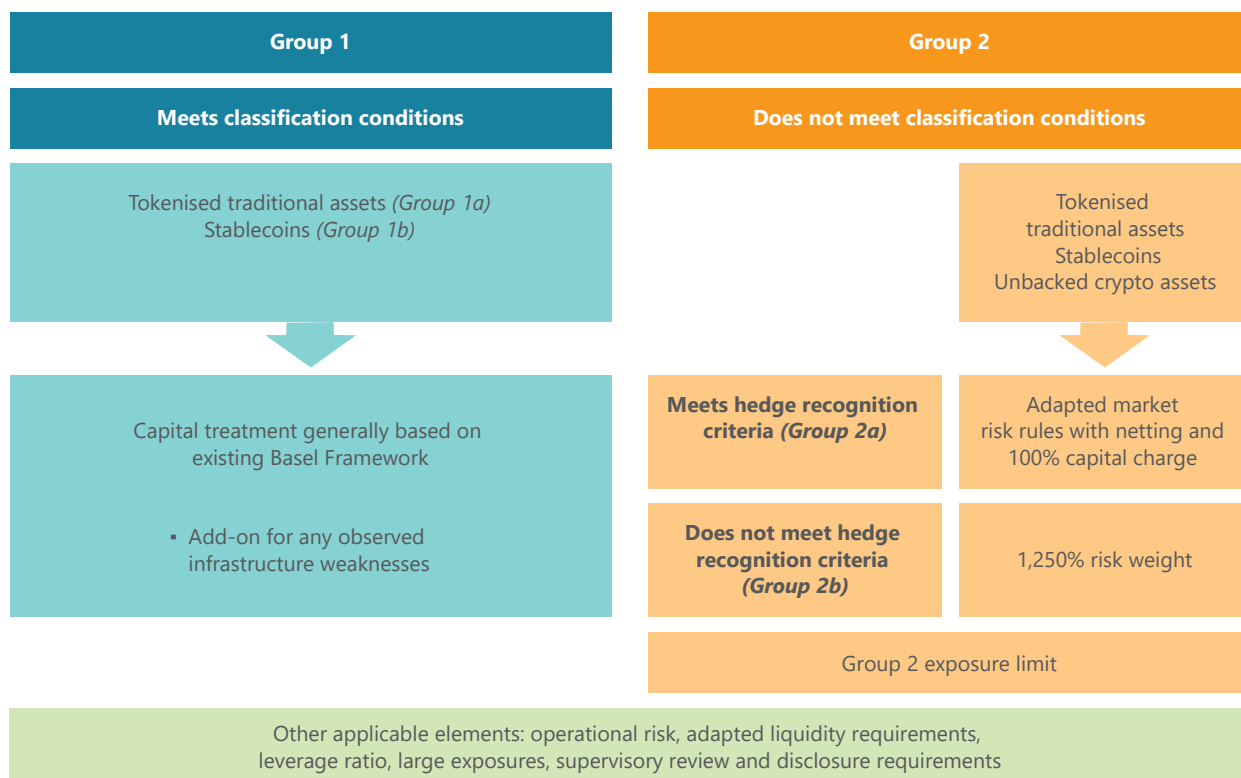 Group 1
Group 2
Meets classification conditions
Does not meet classification conditions
Tokenised traditional assets (Group 1a)
Stablecoins (Group 1b)
Tokenised
traditional assets
Stablecoins
Unbacked crypto assets
Capital treatment generally based on
existing Basel Framework
▪ Add-on for any observed
infrastructure weaknesses
Meets hedge recognition
criteria (Group 2a)
Adapted market
risk rules with netting and
100% capital charge
Does not meet hedge
recognition criteria
(Group 2b)
1,250% risk weight
Group 2 exposure limit
Other applicable elements: operational risk, adapted liquidity requirements,
leverage ratio, large exposures, supervisory review and disclosure requirements